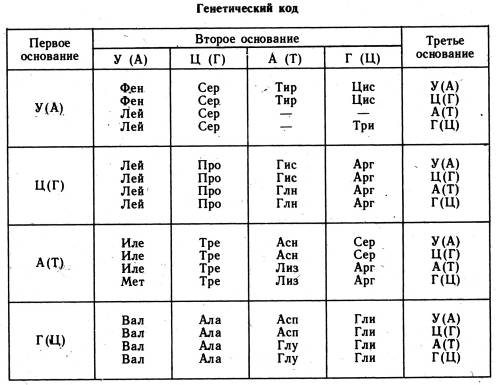 Генетический код
Первое основание
Второе основание
Третье основание
У (А) Ц (Г) А (Т) Г (Ц)
У(А)
Фен Сер Тир Цис У(А)
Фен Сер Тир Цис Ц(Г)
Лей Сер — — А(Т)
Лей Сер — Три Г(Ц)
Ц(Г)
Лей Про Гис Арг У(А)
Лей Про Гис Арг Ц(Г)
Лей Про Глн Арг А(Т)
Лей Про Глн Арг Г(Ц)
А(Т)
Иле Тре Асн Сер У(А)
Иле Тре Асн Сер Ц(Г)
Иле Тре Лиз Арг А(Т)
Мет Тре Лиз Арг Г(Ц)
Г(Ц)
Вал Ала Асп Гли У(А)
Вал Ала Асп Гли Ц(Г)
Вал Ала Глу Гли А(Т)
Вал Ала Глу Гли Г(Ц)